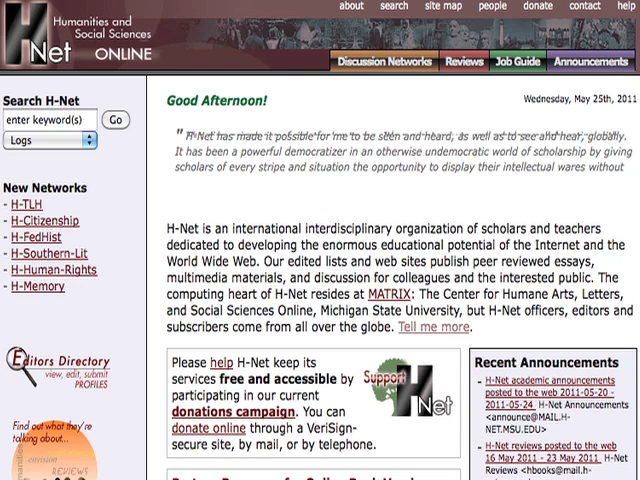 about search site map people donate contact help
Humanities and
Social Sciences
H
Net ONLINE
Discussion Networks Reviews Job Guide Announcements
Search H-Net
enter keyword(s) Go
Logs
New Networks
- H-TLH
- H-Citizenship
- H-FedHist
- H-Southern-Lit
- H-Human-Rights
- H-Memory
Editors Directory
view, edit, submit
PROFILES
Find out what they're
talking about...
REVIEWS
Good Afternoon!
Wednesday, May 25th, 2011
" H-Net has made it possible for me to be seen and heard, as well as to see and hear, globally.
It has been a powerful democratizer in an otherwise undemocratic world of scholarship by giving
scholars of every stripe and situation the opportunity to display their intellectual wares without
H-Net is an international interdisciplinary organization of scholars and teachers
dedicated to developing the enormous educational potential of the Internet and the
World Wide Web. Our edited lists and web sites publish peer reviewed essays,
multimedia materials, and discussion for colleagues and the interested public. The
computing heart of H-Net resides at MATRIX: The Center for Humane Arts, Letters,
and Social Sciences Online, Michigan State University, but H-Net officers, editors and
subscribers come from all over the globe. Tell me more.
Please help H-Net keep its
services free and accessible by
participating in our current
donations campaign. You can
donate online through a VeriSign-
secure site, by mail, or by telephone.
Support
H
Net
Recent Announcements
- H-Net academic announcements
posted to the web 2011-05-20 -
2011-05-24 H-Net Announcements
<announce@MAIL.H-
NET.MSU.EDU>
- H-Net reviews posted to the web
16 May 2011 - 23 May 2011 H-Net
Reviews <hbooks@mail.h-